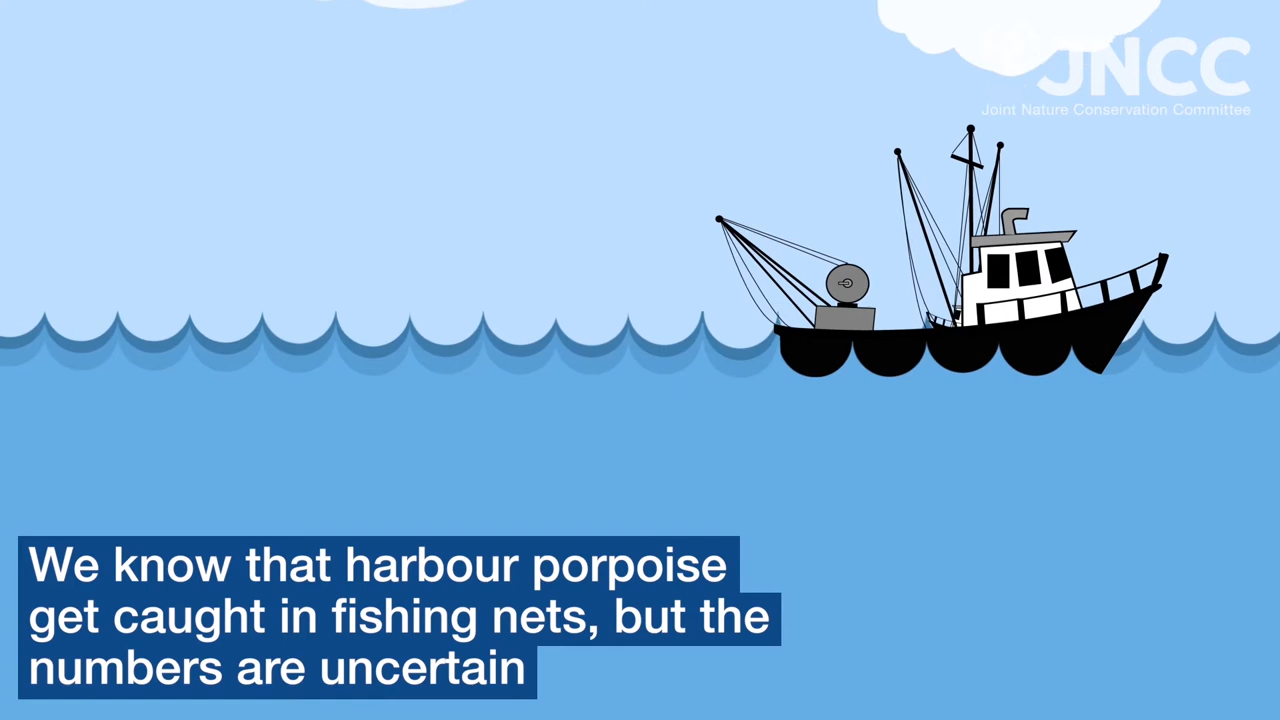 JNCC
Joint Nature Conservation Committee
We know that harbour porpoise
get caught in fishing nets, but the
numbers are uncertain